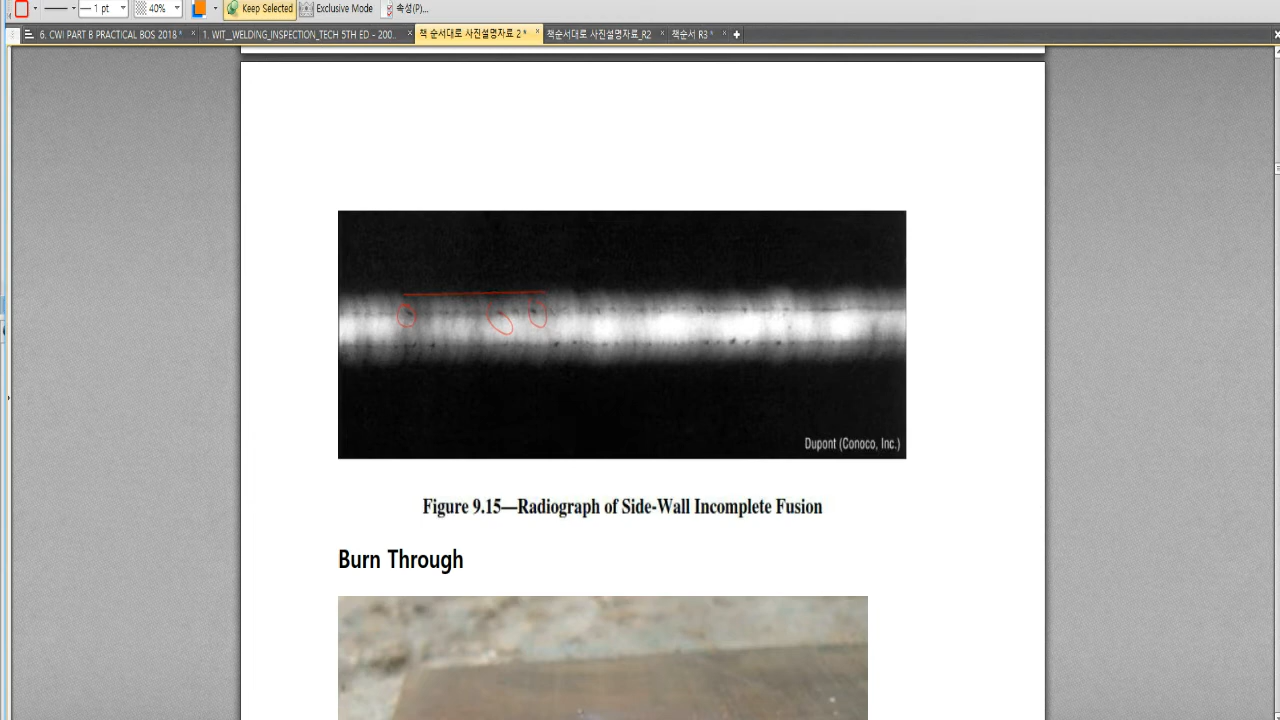 1 pt 40% Keep Selected Exclusive Mode 속성(P)...
6. CWI PART B PRACTICAL BOS 2018 * × 1. WIT_WELDING_INSPECTION_TECH 5TH ED - 200.. × 책 순서대로 사진설명자료 2 * × 책순서대로 사진설명자료_R2 × 책순서 R3 * ×
Dupont (Conoco, Inc.)
Figure 9.15—Radiograph of Side-Wall Incomplete Fusion
Burn Through